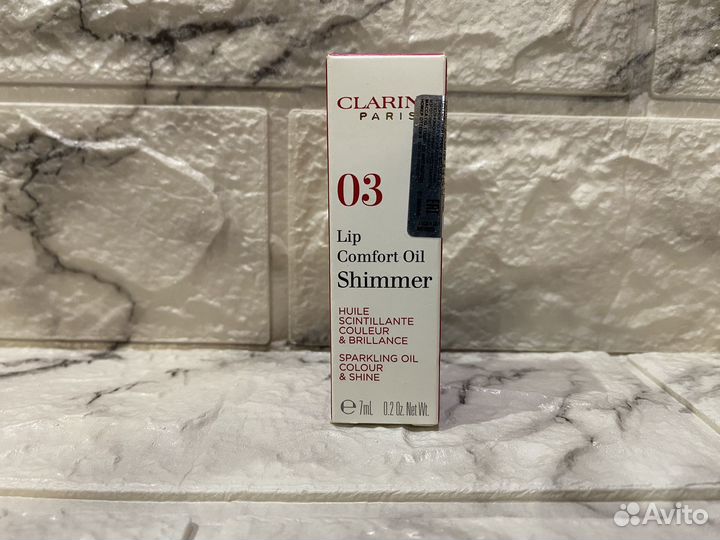 CLARIN
PARIS
03
Lip
Comfort Oil
Shimmer
HUILE
SCINTILLANTE
COULEUR
& BRILLANCE
SPARKLING OIL
COLOUR
& SHINE
℮ 7mL 0.2 Oz. Net Wt.
Avito